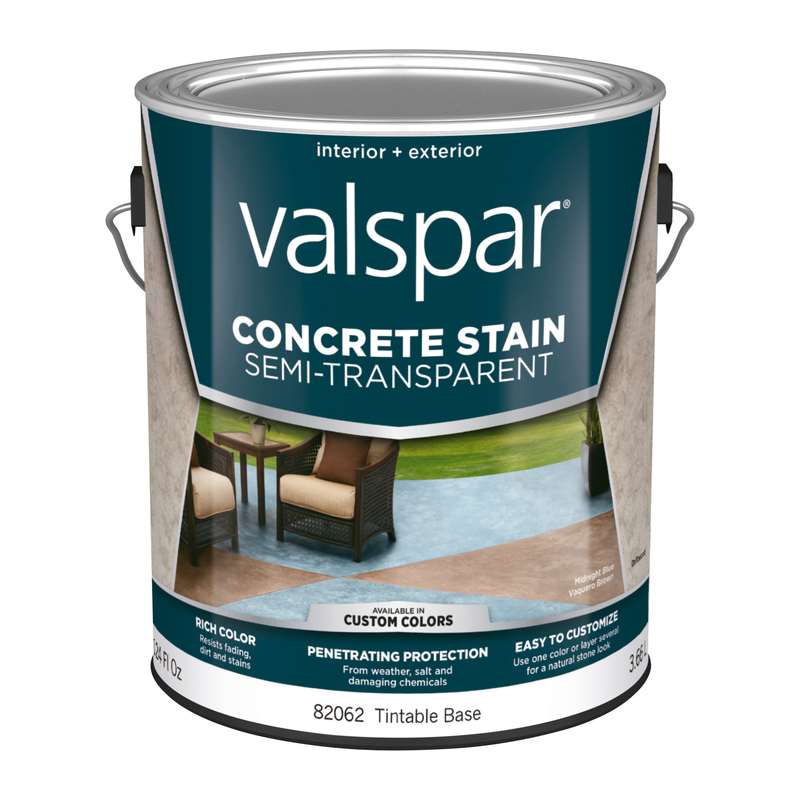 interior + exterior
valspar®
CONCRETE STAIN
SEMI-TRANSPARENT
Midnight Blue
Vaquero Brown
AVAILABLE IN
CUSTOM COLORS
RICH COLOR
Resists fading,
dirt and stains
PENETRATING PROTECTION
From weather, salt and
damaging chemicals
EASY TO CUSTOMIZE
Use one color or layer several
for a natural stone look
Fl Oz
3.66 L
82062 Tintable Base